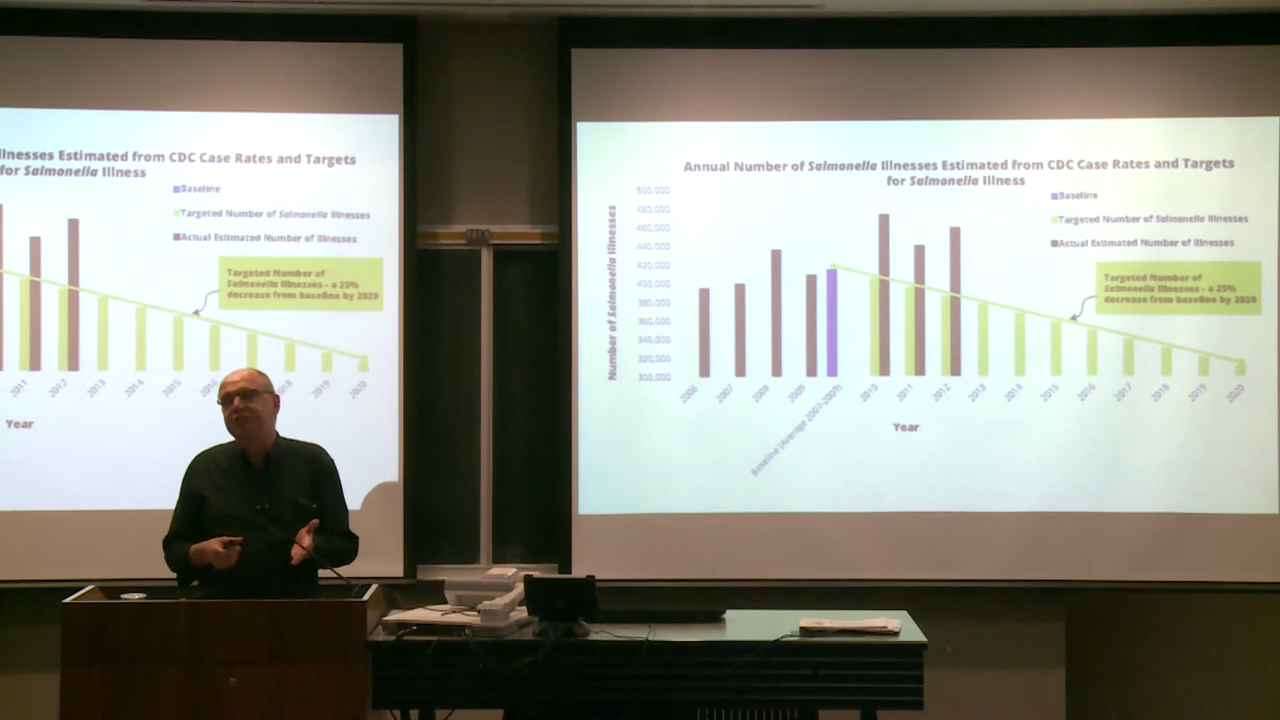 llnesses Estimated from CDC Case Rates and Targets
for Salmonella Illness
Baseline
Targeted Number of Salmonella Illnesses
Actual Estimated Number of Illnesses
Targeted Number of
Salmonella Illnesses - a 25%
decrease from baseline by 2020
2011
2012
2013
2014
2015
2016
2018
2019
2020
Year
Annual Number of Salmonella Illnesses Estimated from CDC Case Rates and Targets
for Salmonella Illness
Number of Salmonella Illnesses
500,000
480,000
460,000
440,000
420,000
400,000
380,000
360,000
340,000
320,000
300,000
Baseline
Targeted Number of Salmonella Illnesses
Actual Estimated Number of Illnesses
Targeted Number of
Salmonella Illnesses - a 25%
decrease from baseline by 2020
2006
2007
2008
2009
Baseline (Average 2007-2009)
2010
2011
2012
2013
2014
2015
2016
2017
2018
2019
2020
Year